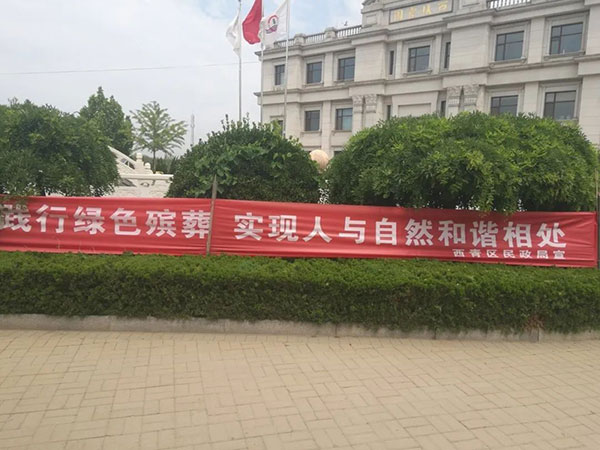 践行绿色殡葬 实现人与自然和谐相处
西青区民政局宣